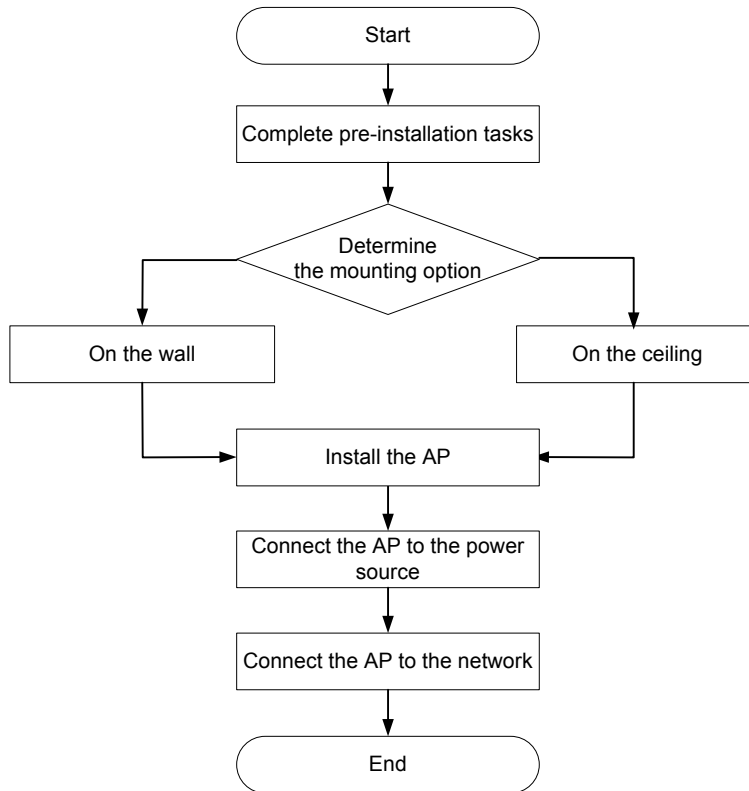 Start
Complete pre-installation tasks
Determine
the mounting option
On the wall
On the ceiling
Install the AP
Connect the AP to the power
source
Connect the AP to the network
End